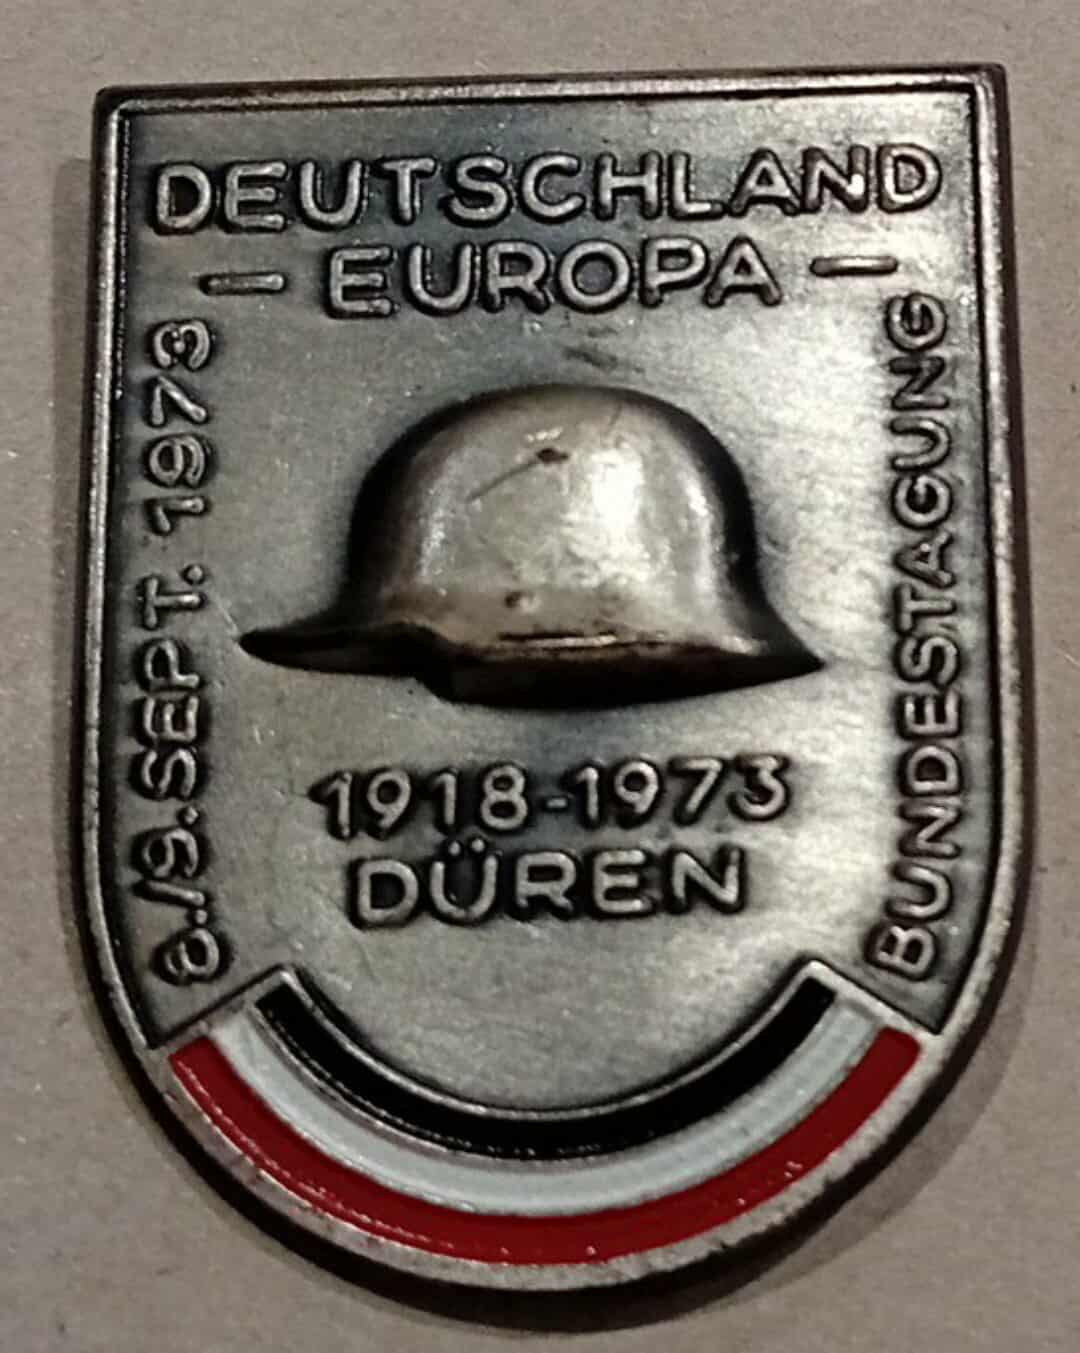 DEUTSCHLAND
- EUROPA -
8./9. SEPT. 1973
BUNDESTAGUNG
1918-1973
DÜREN